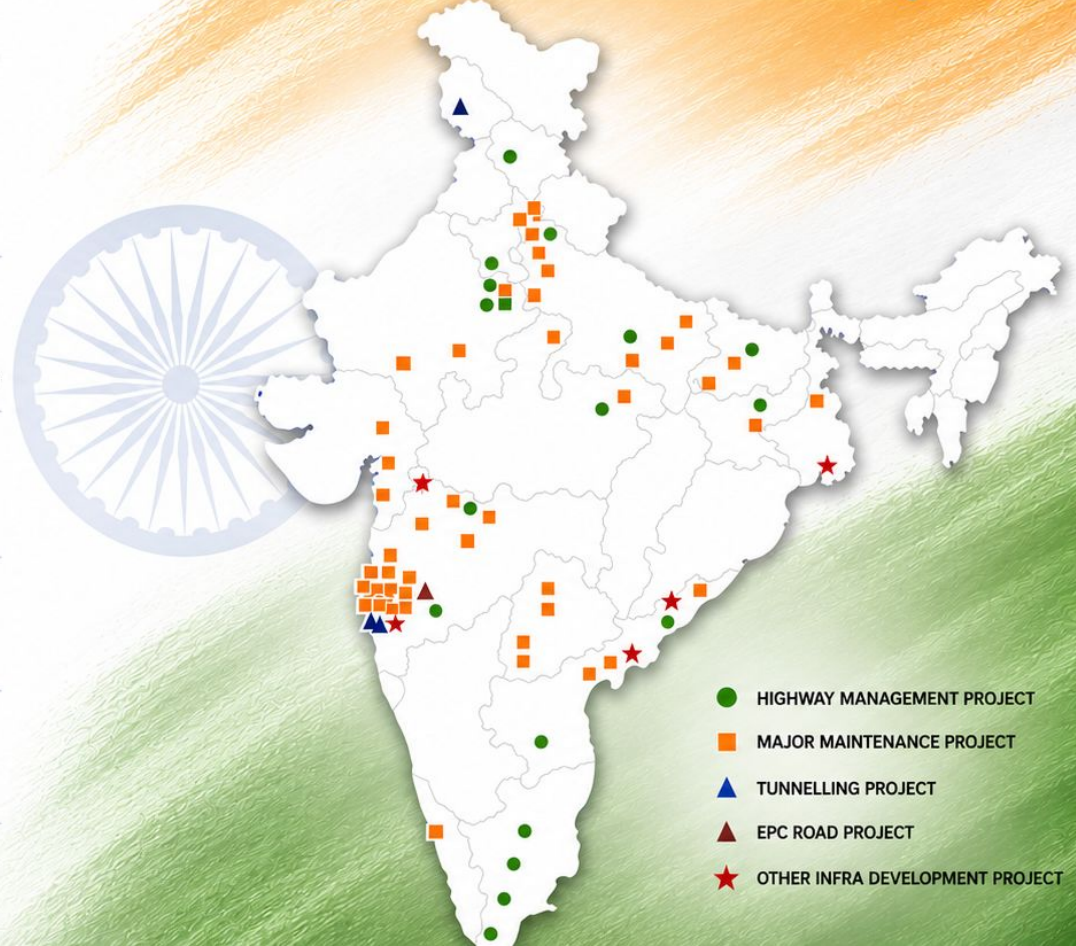 HIGHWAY MANAGEMENT PROJECT
MAJOR MAINTENANCE PROJECT
TUNNELLING PROJECT
EPC ROAD PROJECT
OTHER INFRA DEVELOPMENT PROJECT